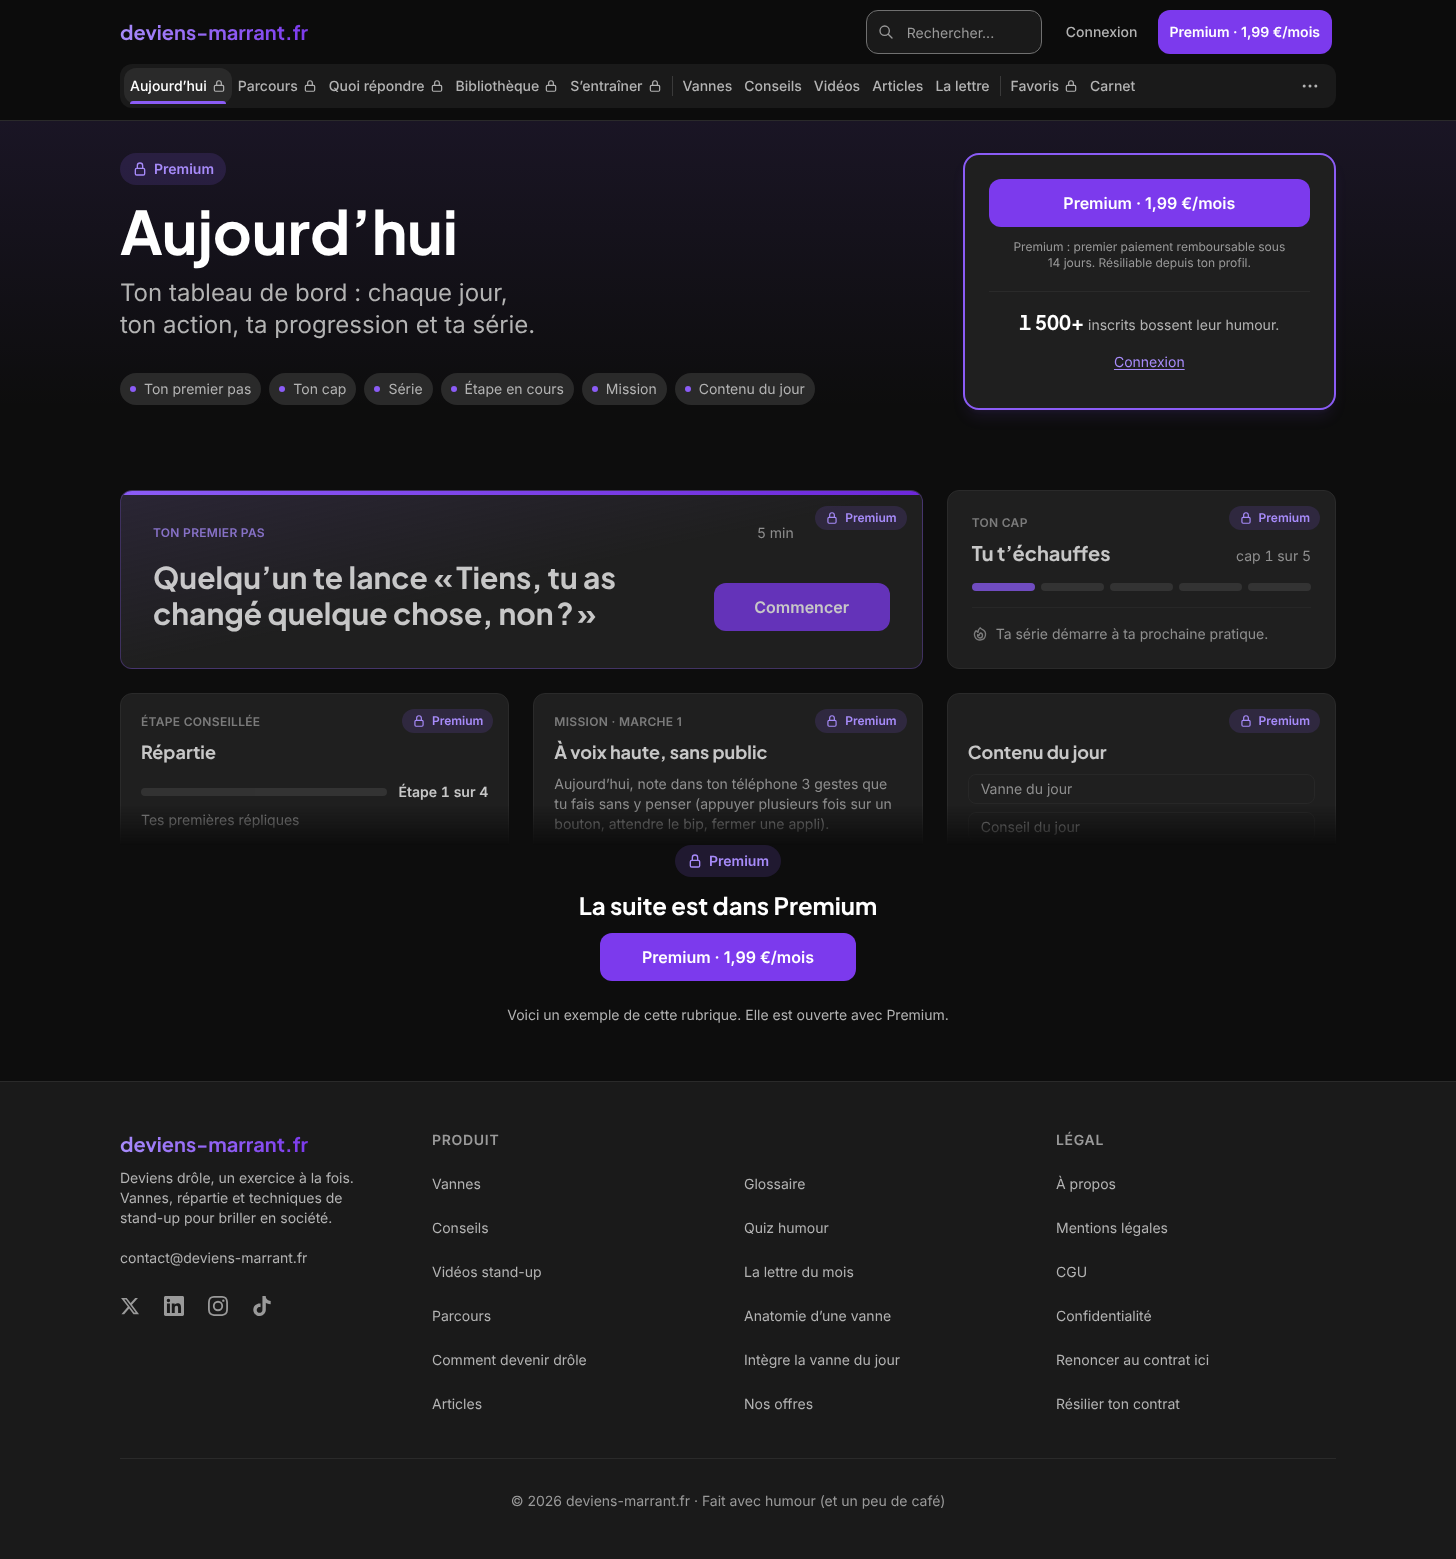 deviens-marrant.fr
Rechercher...
Connexion
Premium · 1,99 €/mois
Aujourd’hui
Parcours
Quoi répondre
Bibliothèque
S’entraîner
Vannes
Conseils
Vidéos
Articles
La lettre
Favoris
Carnet
Premium
Aujourd’hui
Ton tableau de bord : chaque jour,
ton action, ta progression et ta série.
Ton premier pas
Ton cap
Série
Étape en cours
Mission
Contenu du jour
Premium · 1,99 €/mois
Premium : premier paiement remboursable sous
14 jours. Résiliable depuis ton profil.
1 500+ inscrits bossent leur humour.
Connexion
TON PREMIER PAS
5 min
Premium
Quelqu’un te lance « Tiens, tu as
changé quelque chose, non ? »
Commencer
TON CAP
Premium
Tu t’échauffes
cap 1 sur 5
Ta série démarre à ta prochaine pratique.
ÉTAPE CONSEILLÉE
Premium
Répartie
Étape 1 sur 4
Tes premières répliques
MISSION · MARCHE 1
Premium
À voix haute, sans public
Aujourd’hui, note dans ton téléphone 3 gestes que
tu fais sans y penser (appuyer plusieurs fois sur un
bouton, attendre le bip, fermer une appli).
Premium
Contenu du jour
Vanne du jour
Conseil du jour
Premium
La suite est dans Premium
Premium · 1,99 €/mois
Voici un exemple de cette rubrique. Elle est ouverte avec Premium.
deviens-marrant.fr
Deviens drôle, un exercice à la fois.
Vannes, répartie et techniques de
stand-up pour briller en société.
contact@deviens-marrant.fr
PRODUIT
Vannes
Conseils
Vidéos stand-up
Parcours
Comment devenir drôle
Articles
Glossaire
Quiz humour
La lettre du mois
Anatomie d’une vanne
Intègre la vanne du jour
Nos offres
LÉGAL
À propos
Mentions légales
CGU
Confidentialité
Renoncer au contrat ici
Résilier ton contrat
© 2026 deviens-marrant.fr · Fait avec humour (et un peu de café)